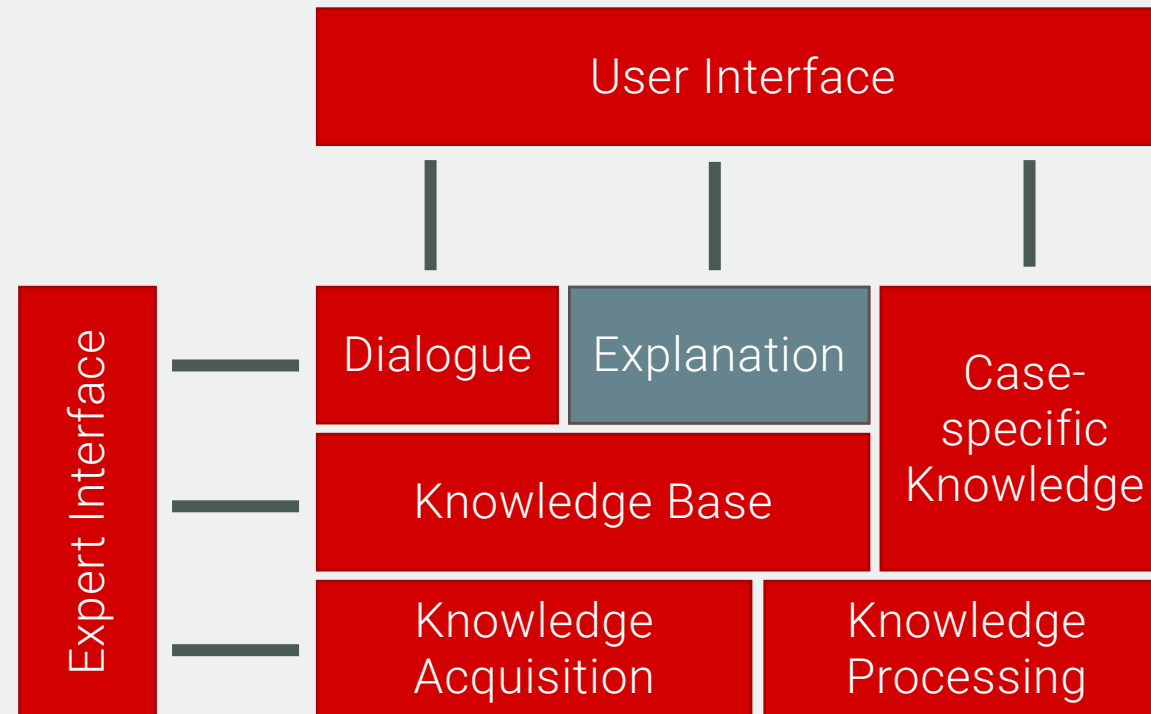 User Interface
Expert Interface
Dialogue
Explanation
Case-
specific
Knowledge
Knowledge Base
Knowledge
Acquisition
Knowledge
Processing